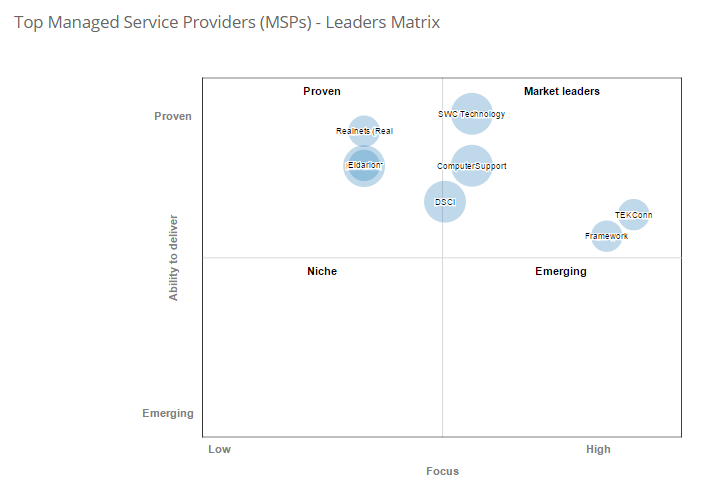 Top Managed Service Providers (MSPs) - Leaders Matrix
Proven
Market leaders
Proven
SWC Technology
Realnets (Real
Eldarion
ComputerSupport
DSCI
TEKConn
Framework
Ability to deliver
Niche
Emerging
Emerging
Low
High
Focus